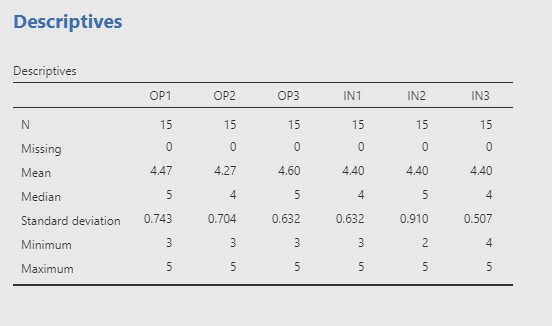 Descriptives
Descriptives
OP1 OP2 OP3 IN1 IN2 IN3
N 15 15 15 15 15 15
Missing 0 0 0 0 0 0
Mean 4.47 4.27 4.60 4.40 4.40 4.40
Median 5 4 5 4 5 4
Standard deviation 0.743 0.704 0.632 0.632 0.910 0.507
Minimum 3 3 3 3 2 4
Maximum 5 5 5 5 5 5